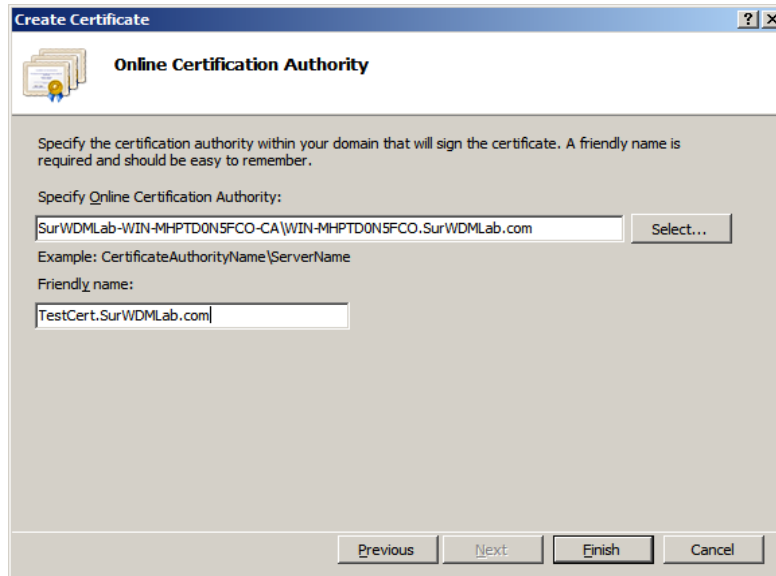 Create Certificate
Online Certification Authority
Specify the certification authority within your domain that will sign the certificate. A friendly name is
required and should be easy to remember.
Specify Online Certification Authority:
SurWDMLab-WIN-MHPTD0N5FCO-CA\WIN-MHPTD0N5FCO.SurWDMLab.com
Select...
Example: CertificateAuthorityName\ServerName
Friendly name:
TestCert.SurWDMLab.com
Previous
Next
Finish
Cancel